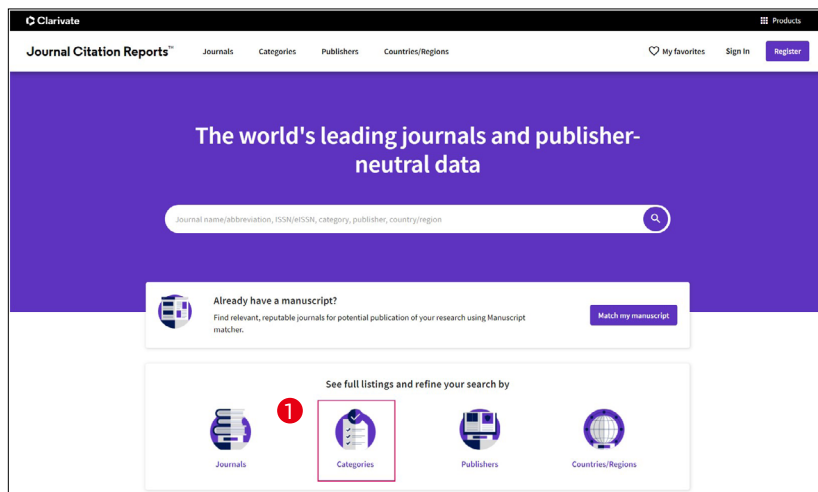 Clarivate
Products
Journal Citation Reports™
Journals
Categories
Publishers
Countries/Regions
My favorites
Sign In
Register
The world's leading journals and publisher-
neutral data
Journal name/abbreviation, ISSN/eISSN, category, publisher, country/region
Already have a manuscript?
Find relevant, reputable journals for potential publication of your research using Manuscript
matcher.
Match my manuscript
See full listings and refine your search by
1
Journals
Categories
Publishers
Countries/Regions